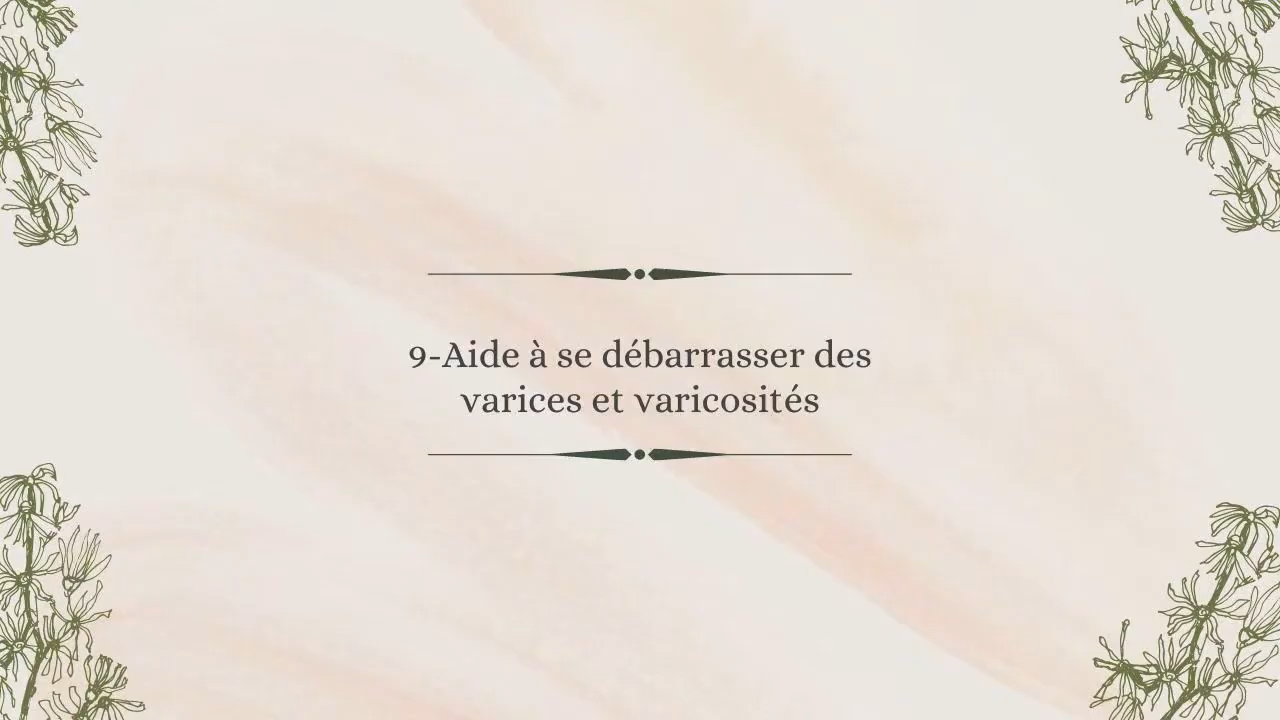 9-Aide à se débarrasser des
varices et varicosités